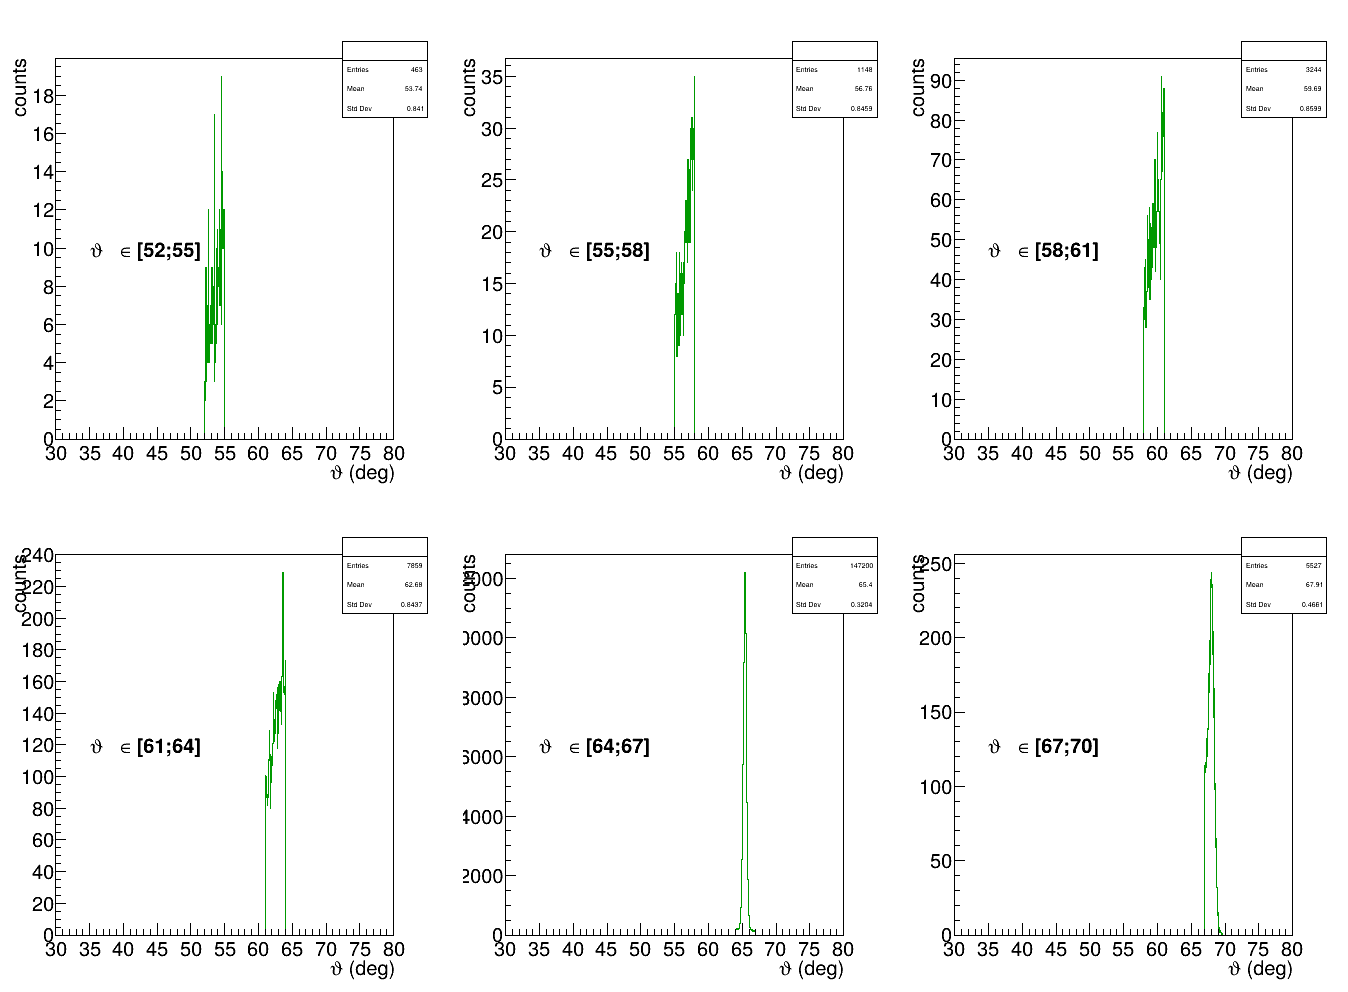 counts
Entries 463
Mean 53.74
Std Dev 0.841
18
16
14
12
10
8
6
4
2
0
ϑ ∈ [52;55]
30 35 40 45 50 55 60 65 70 75 80
ϑ (deg)
counts
Entries 1148
Mean 56.76
Std Dev 0.8459
35
30
25
20
15
10
5
0
ϑ ∈ [55;58]
30 35 40 45 50 55 60 65 70 75 80
ϑ (deg)
counts
Entries 3244
Mean 59.69
Std Dev 0.8599
90
80
70
60
50
40
30
20
10
0
ϑ ∈ [58;61]
30 35 40 45 50 55 60 65 70 75 80
ϑ (deg)
counts
Entries 7859
Mean 62.69
Std Dev 0.8437
240
220
200
180
160
140
120
100
80
60
40
20
0
ϑ ∈ [61;64]
30 35 40 45 50 55 60 65 70 75 80
ϑ (deg)
counts
Entries 147200
Mean 65.4
Std Dev 0.3204
8000
6000
4000
2000
0
ϑ ∈ [64;67]
30 35 40 45 50 55 60 65 70 75 80
ϑ (deg)
counts
Entries 5527
Mean 67.91
Std Dev 0.4661
250
200
150
100
50
0
ϑ ∈ [67;70]
30 35 40 45 50 55 60 65 70 75 80
ϑ (deg)